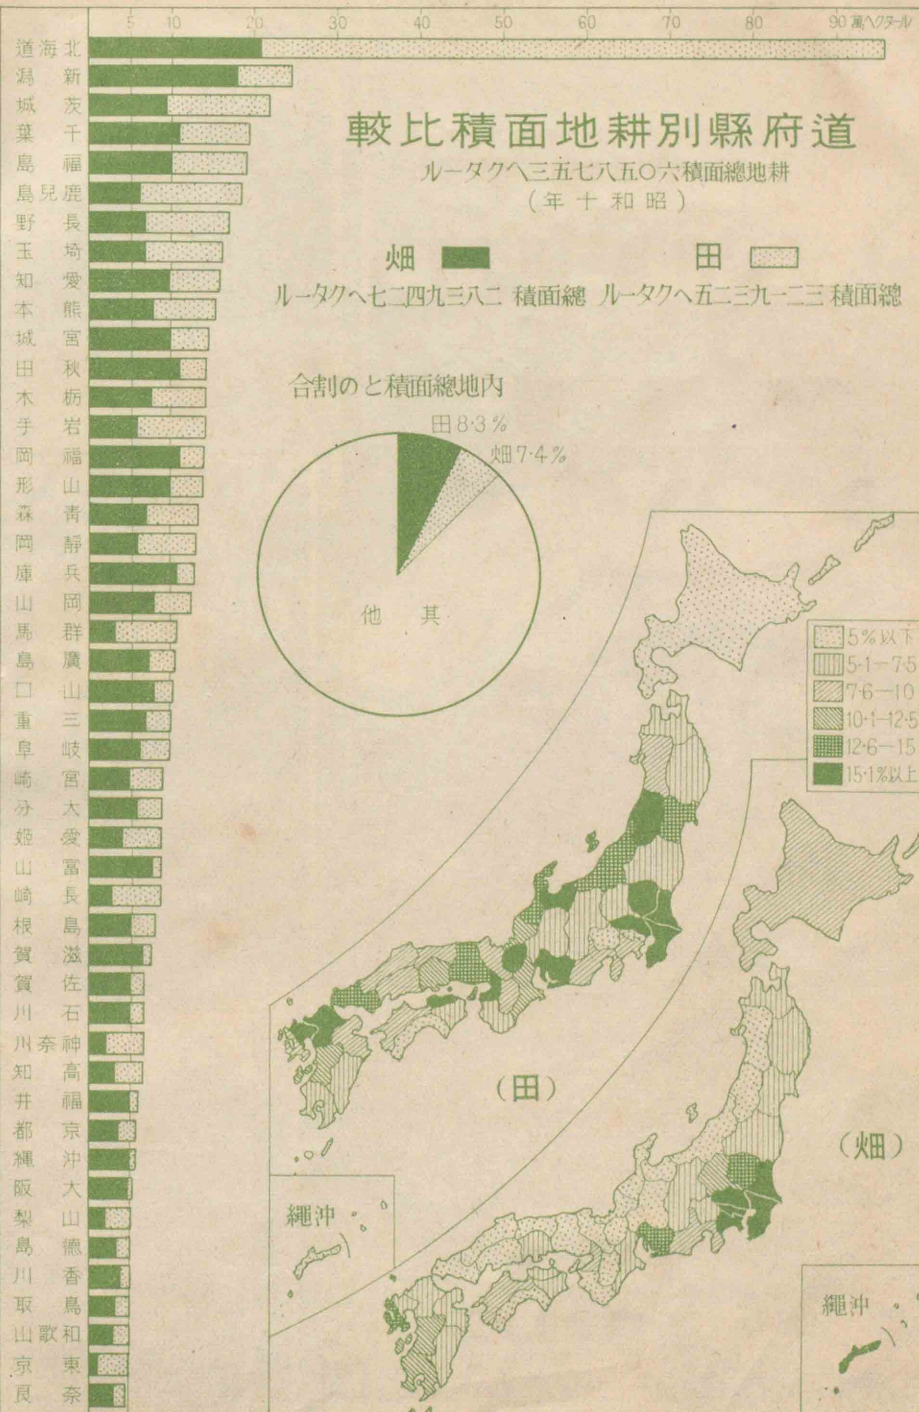 5 10 20 30 40 50 60 70 80 90 萬ヘクタール
北海道
新潟
茨城
千葉
福島
鹿兒島
長野
埼玉
愛知
熊本
宮城
秋田
栃木
岩手
福岡
山形
青森
靜岡
兵庫
岡山
群馬
廣島
山口
三重
岐阜
宮崎
大分
愛媛
富山
長崎
島根
滋賀
佐賀
石川
神奈川
高知
福井
京都
沖繩
大阪
山梨
德島
香川
鳥取
和歌山
東京
奈良
道府縣別耕地面積比較
耕地總面積六〇五八七五三ヘクタール
(昭和十年)
田
畑
總面積三二一九三二五ヘクタール
總面積 二八三九四二七ヘクタール
内地總面積との割合
田8·3%
畑7·4%
其他
5%以下
5·1—7·5
7·6—10
10·1—12·5
12·6—15
15·1%以上
(田)
(畑)
沖繩
沖繩